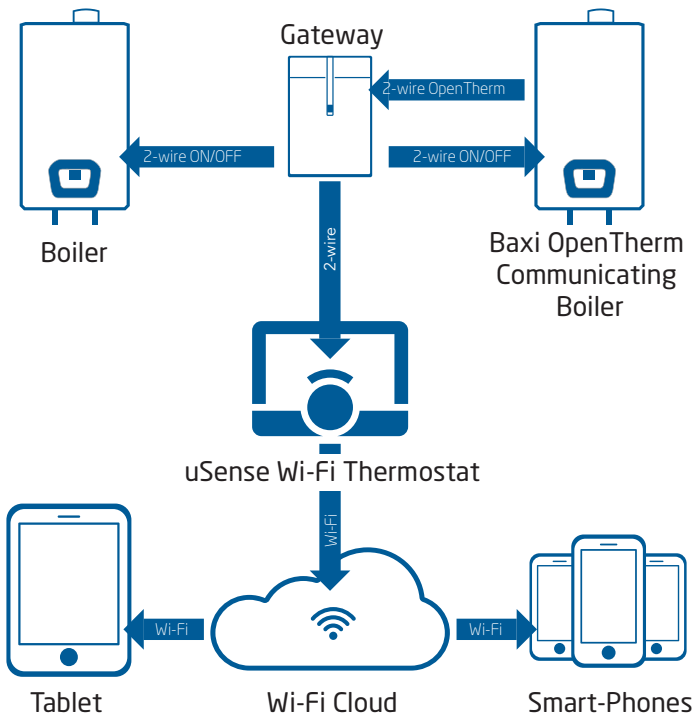 Gateway
2-wire OpenTherm
2-wire ON/OFF
2-wire ON/OFF
Boiler
2-wire
Baxi OpenTherm
Communicating
Boiler
uSense Wi-Fi Thermostat
Wi-Fi
Wi-Fi
Wi-Fi
Tablet
Wi-Fi Cloud
Smart-Phones